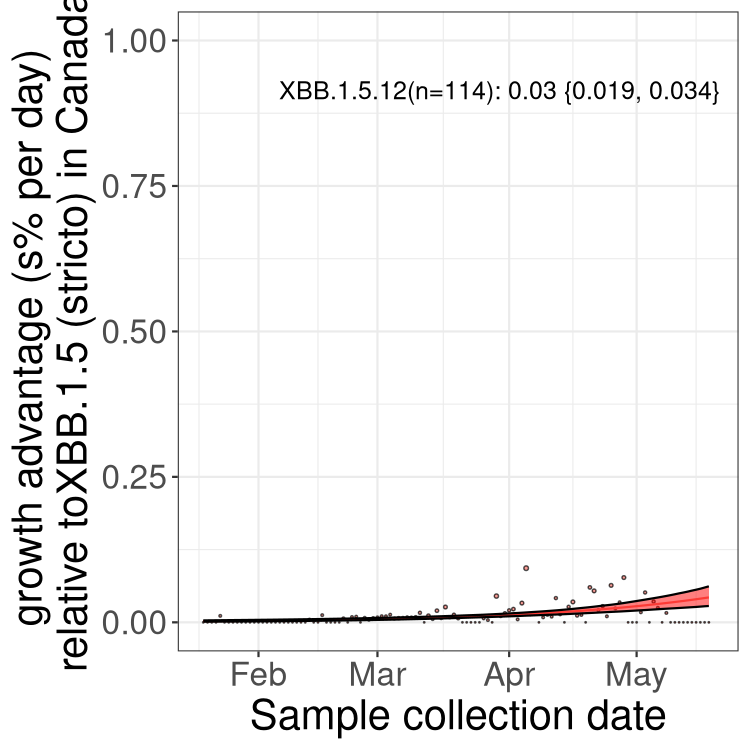 growth advantage (s% per day)
relative toXBB.1.5 (stricto) in Canada
1.00
0.75
0.50
0.25
0.00
XBB.1.5.12(n=114): 0.03 {0.019, 0.034}
Feb Mar Apr May
Sample collection date